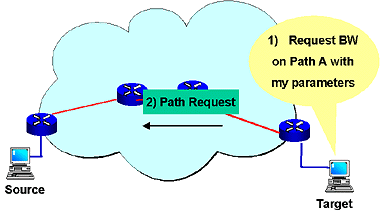 1) Request BW
on Path A with
my parameters
2) Path Request
Source
Target